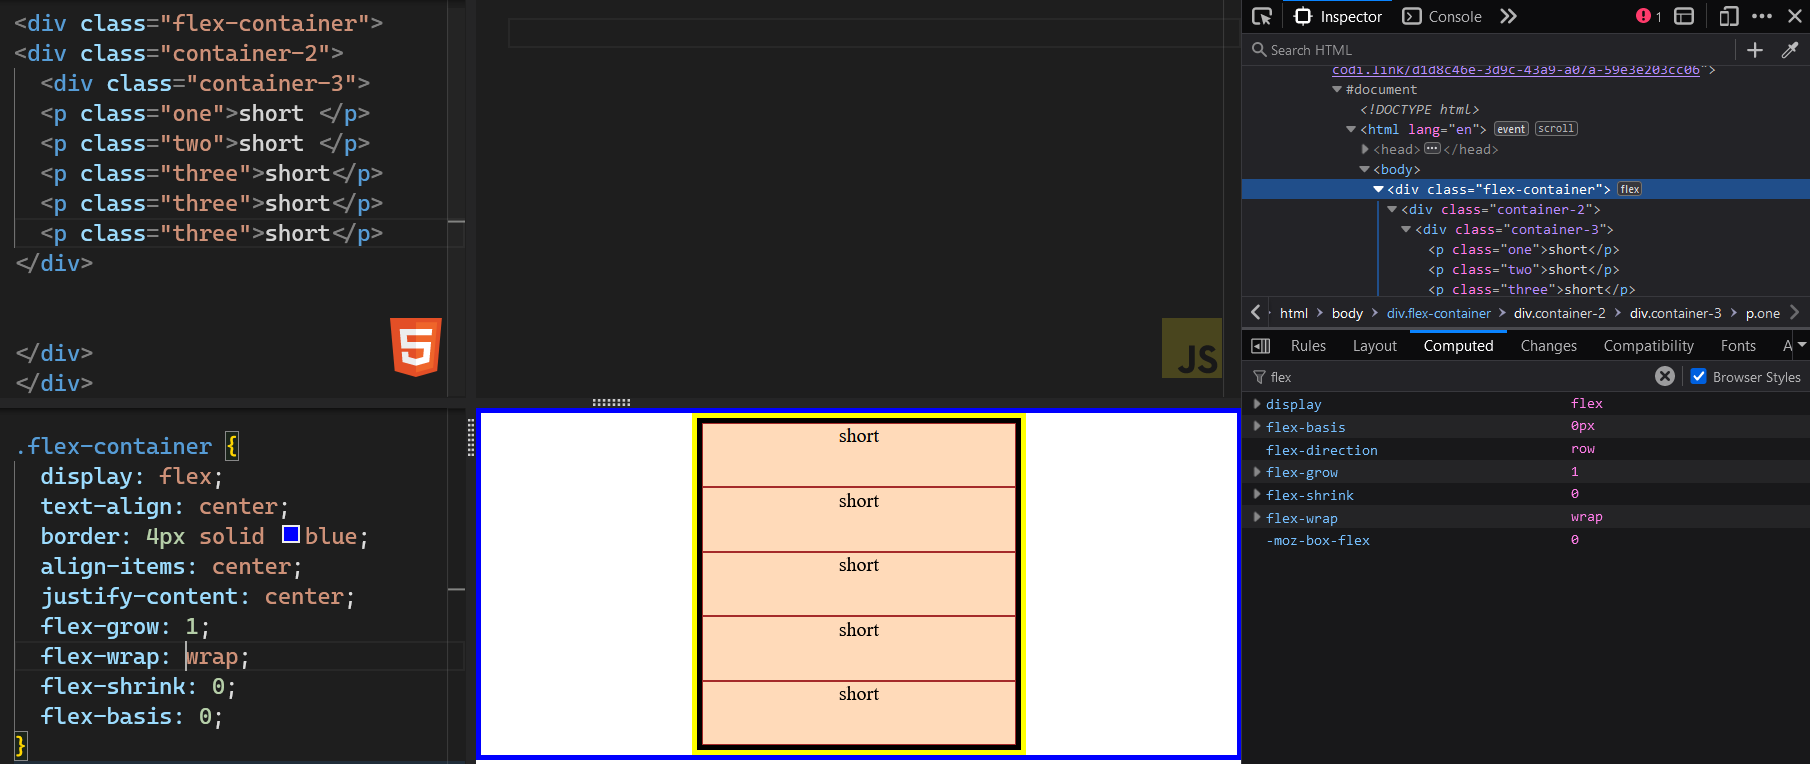 <div class="flex-container">
<div class="container-2">
<div class="container-3">
<p class="one">short </p>
<p class="two">short </p>
<p class="three">short</p>
<p class="three">short</p>
<p class="three">short</p>
</div>
</div>
</div>
5
JS
.flex-container {
display: flex;
text-align: center;
border: 4px solid blue;
align-items: center;
justify-content: center;
flex-grow: 1;
flex-wrap: wrap;
flex-shrink: 0;
flex-basis: 0;
}
short
short
short
short
short
Inspector Console 1
Search HTML
codi.link/d1d8c46e-3d9c-43a9-a07a-59e3e203cc06">
#document
<!DOCTYPE html>
<html lang="en"> event scroll
<head> ••• </head>
<body>
<div class="flex-container"> flex
<div class="container-2">
<div class="container-3">
<p class="one">short</p>
<p class="two">short</p>
<p class="three">short</p>
html > body > div.flex-container > div.container-2 > div.container-3 > p.one
Rules Layout Computed Changes Compatibility Fonts A
flex Browser Styles
display flex
flex-basis 0px
flex-direction row
flex-grow 1
flex-shrink 0
flex-wrap wrap
-moz-box-flex 0